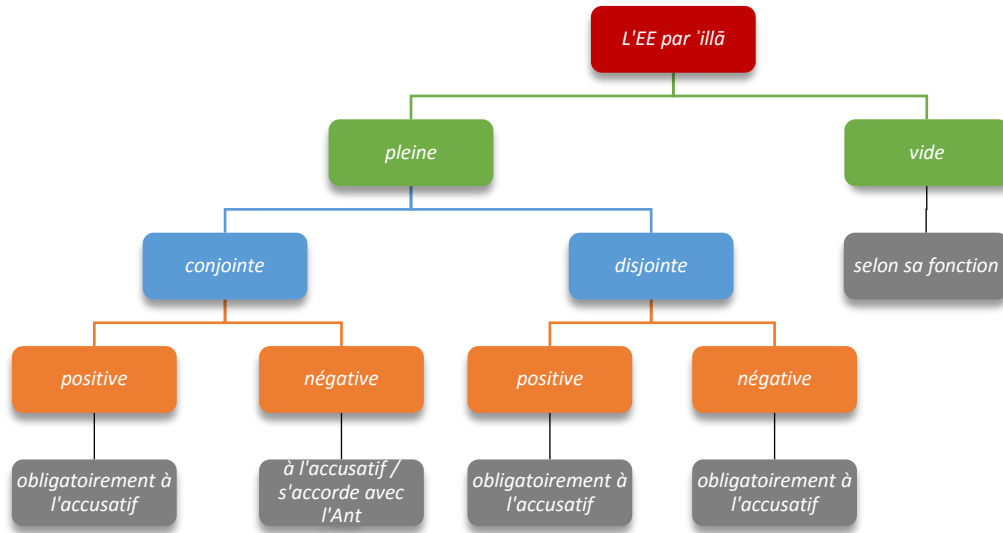 L'EE par ʾillā
pleine
vide
conjointe
disjointe
selon sa fonction
positive
négative
positive
négative
obligatoirement à
l'accusatif
à l'accusatif /
s'accorde avec
l'Ant
obligatoirement à
l'accusatif
obligatoirement à
l'accusatif